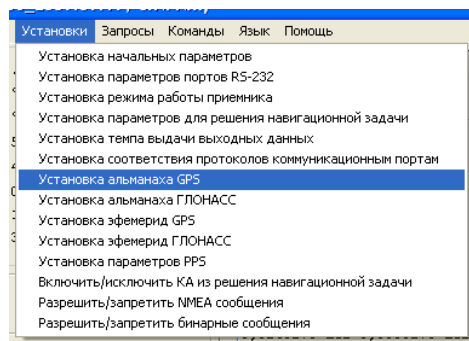 Установки Запросы Команды Язык Помощь
Установка начальных параметров
Установка параметров портов RS-232
Установка режима работы приемника
Установка параметров для решения навигационной задачи
Установка темпа выдачи выходных данных
Установка соответствия протоколов коммуникационным портам
Установка альманаха GPS
Установка альманаха ГЛОНАСС
Установка эфемерид GPS
Установка эфемерид ГЛОНАСС
Установка параметров PPS
Включить/исключить КА из решения навигационной задачи
Разрешить/запретить NMEA сообщения
Разрешить/запретить бинарные сообщения